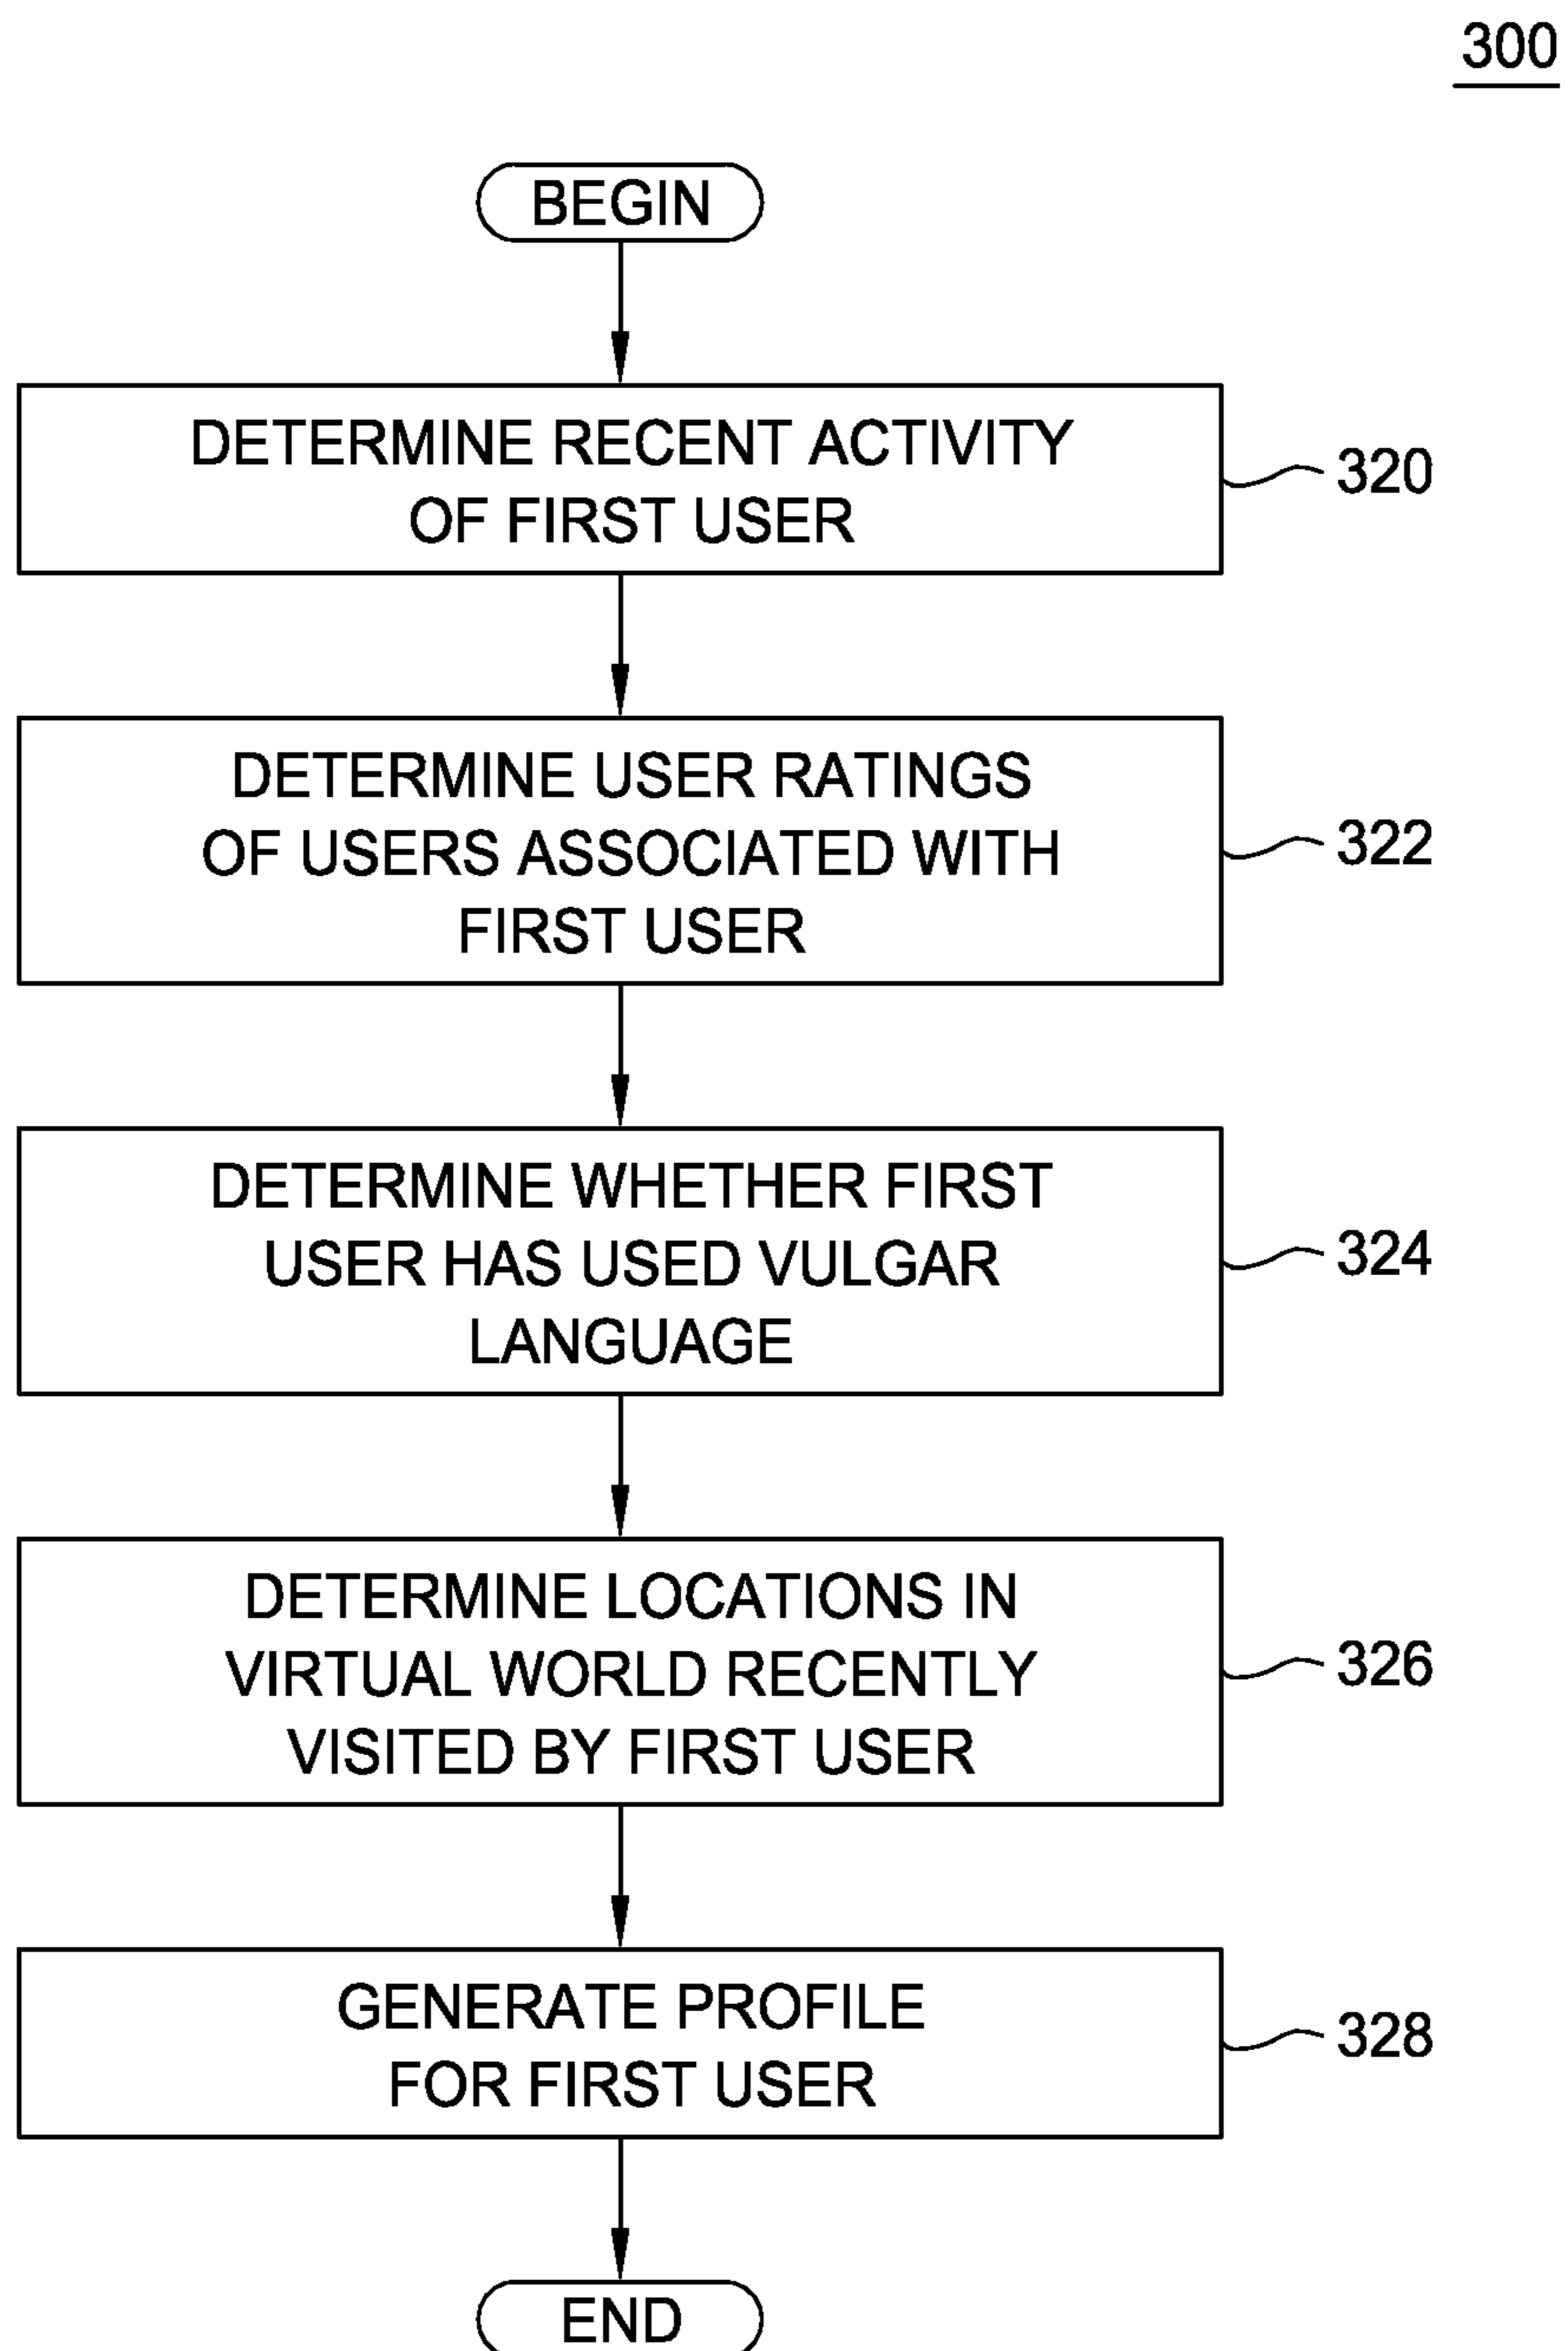 300
BEGIN
DETERMINE RECENT ACTIVITY
OF FIRST USER
320
DETERMINE USER RATINGS
OF USERS ASSOCIATED WITH
FIRST USER
322
DETERMINE WHETHER FIRST
USER HAS USED VULGAR
LANGUAGE
324
DETERMINE LOCATIONS IN
VIRTUAL WORLD RECENTLY
VISITED BY FIRST USER
326
GENERATE PROFILE
FOR FIRST USER
328
END